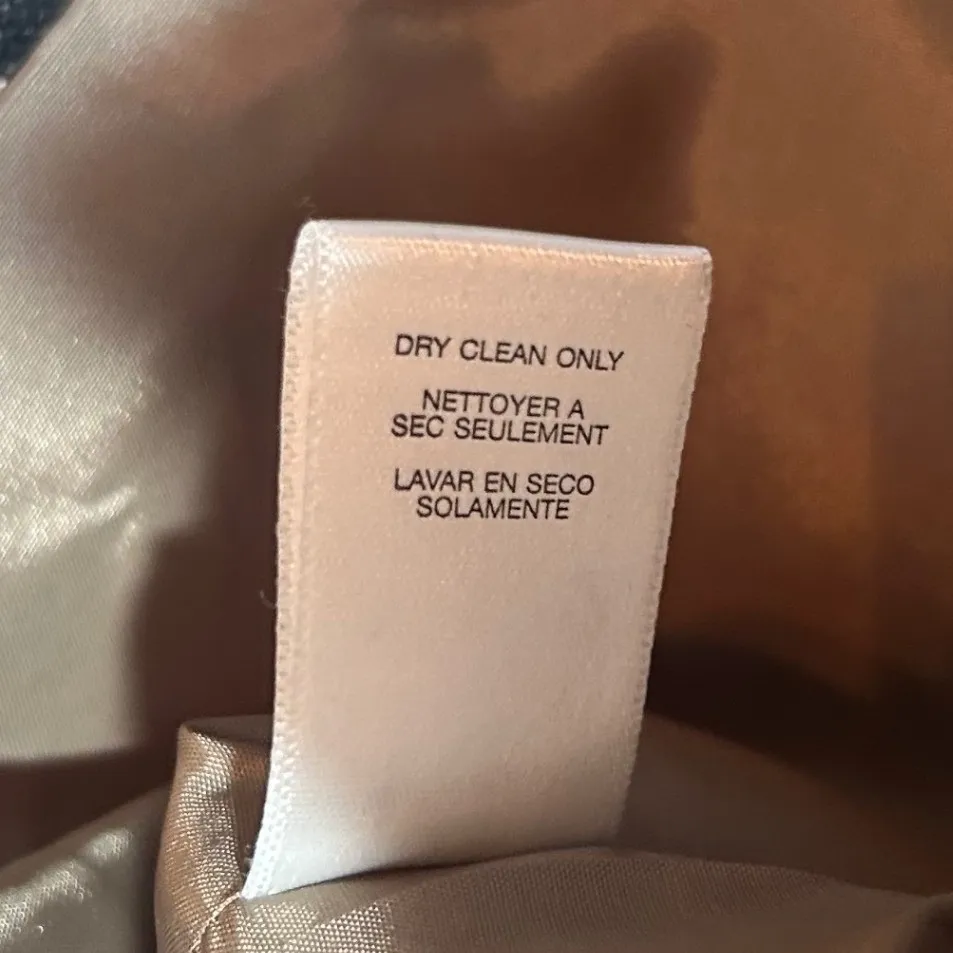 DRY CLEAN ONLY
NETTOYER A
SEC SEULEMENT
LAVAR EN SECO
SOLAMENTE